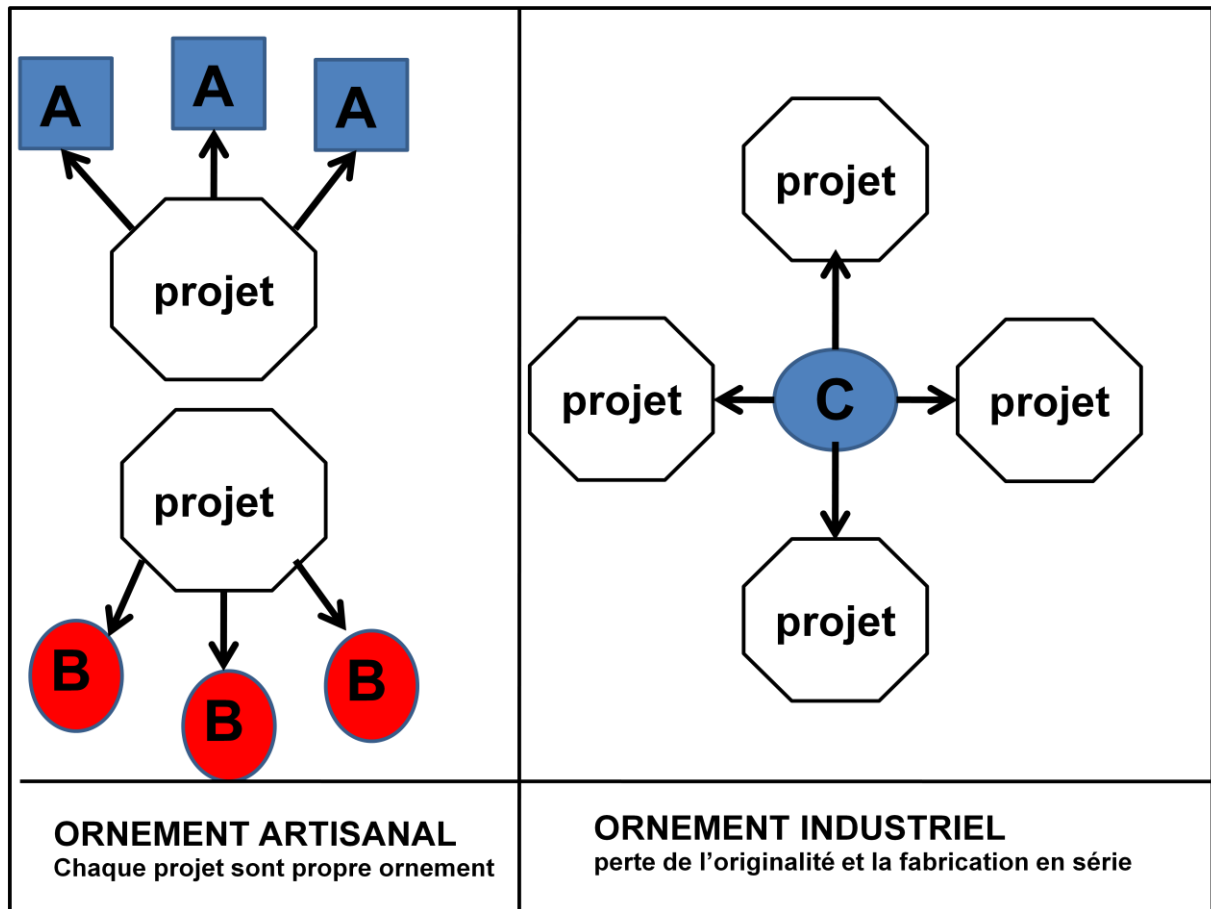 A
A
A
projet
projet
B
B
B
projet
projet
C
projet
projet
ORNEMENT ARTISANAL
Chaque projet sont propre ornement
ORNEMENT INDUSTRIEL
perte de l’originalité et la fabrication en série